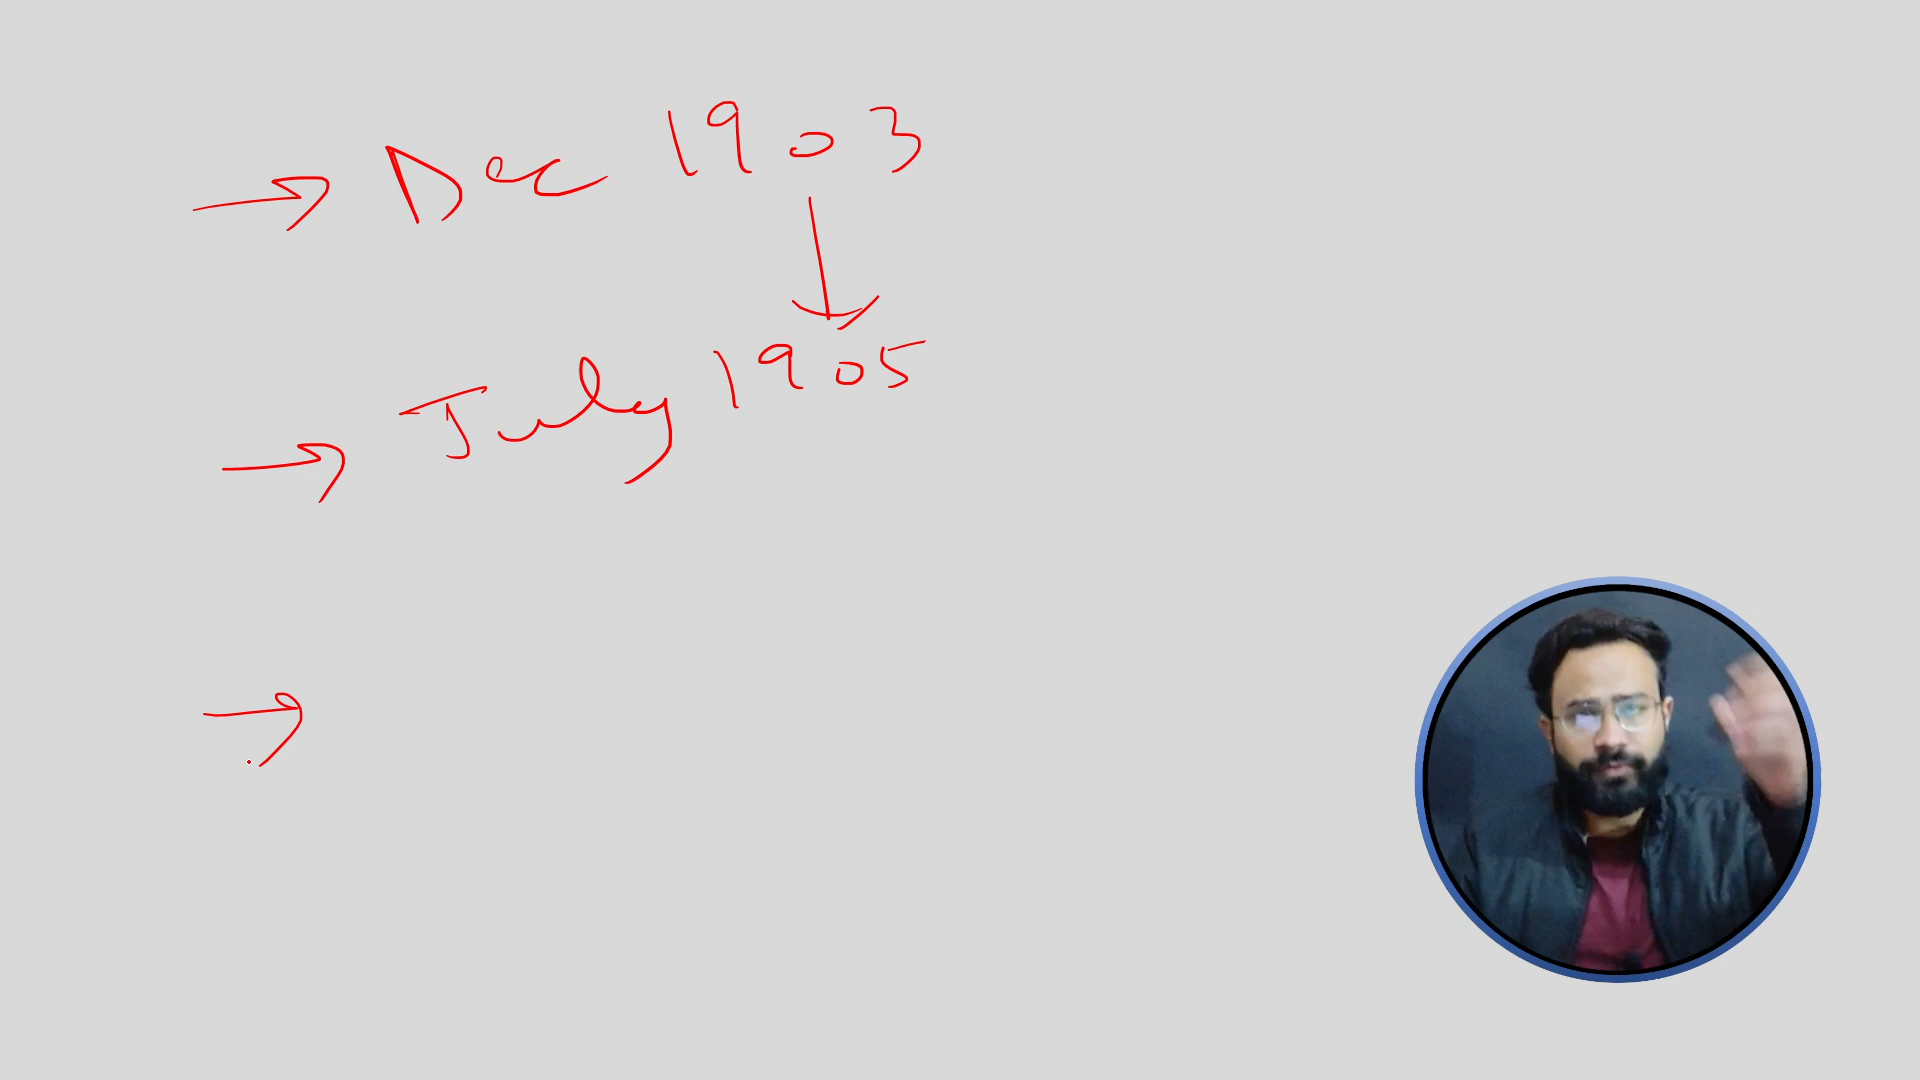 → Dec 1903
↓
→ July 1905
→